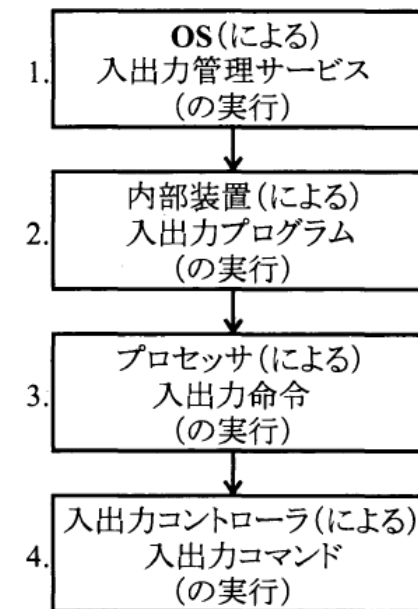 1. OS(による)
入出力管理サービス
(の実行)
2. 内部装置(による)
入出力プログラム
(の実行)
3. プロセッサ(による)
入出力命令
(の実行)
4. 入出力コントローラ(による)
入出力コマンド
(の実行)